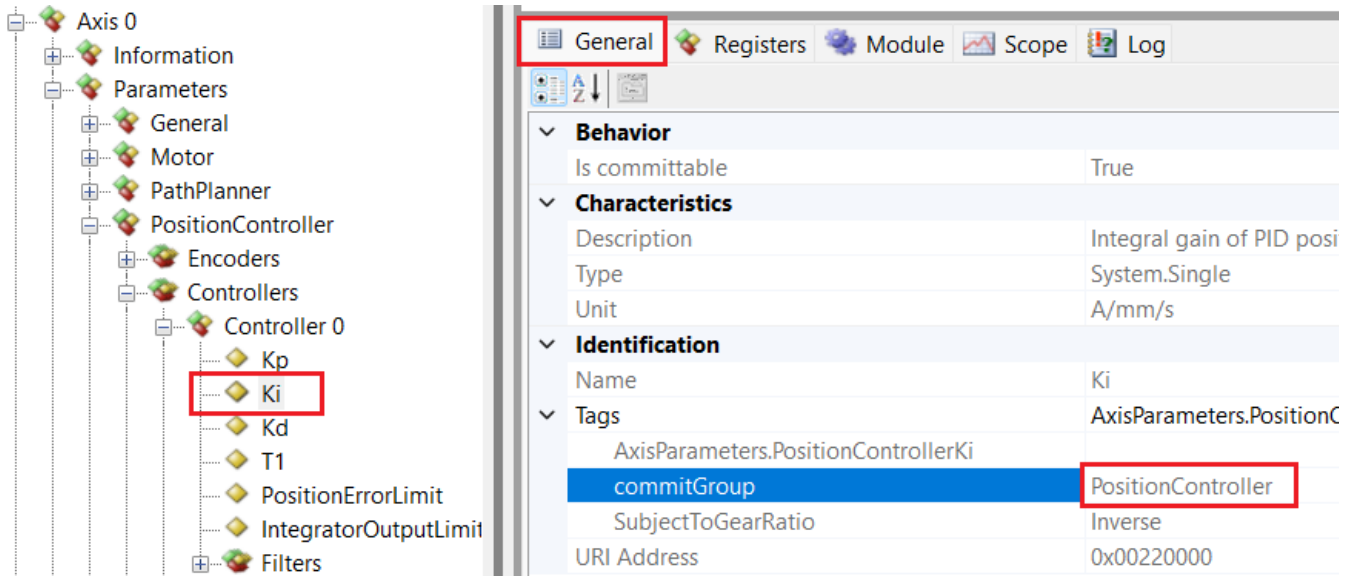 Axis 0
Information
Parameters
General
Motor
PathPlanner
PositionController
Encoders
Controllers
Controller 0
Kp
Ki
Kd
T1
PositionErrorLimit
IntegratorOutputLimit
Filters
General Registers Module Scope Log
Behavior
Is committable True
Characteristics
Description Integral gain of PID posi
Type System.Single
Unit A/mm/s
Identification
Name Ki
Tags AxisParameters.PositionC
AxisParameters.PositionControllerKi
commitGroup PositionController
SubjectToGearRatio Inverse
URI Address 0x00220000